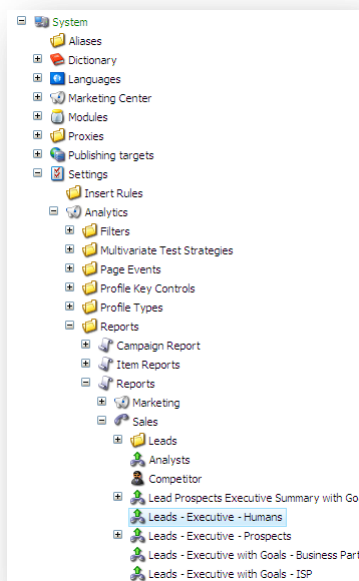 System
Aliases
Dictionary
Languages
Marketing Center
Modules
Proxies
Publishing targets
Settings
Insert Rules
Analytics
Filters
Multivariate Test Strategies
Page Events
Profile Key Controls
Profile Types
Reports
Campaign Report
Item Reports
Reports
Marketing
Sales
Leads
Analysts
Competitor
Lead Prospects Executive Summary with Go
Leads - Executive - Humans
Leads - Executive - Prospects
Leads - Executive with Goals - Business Part
Leads - Executive with Goals - ISP